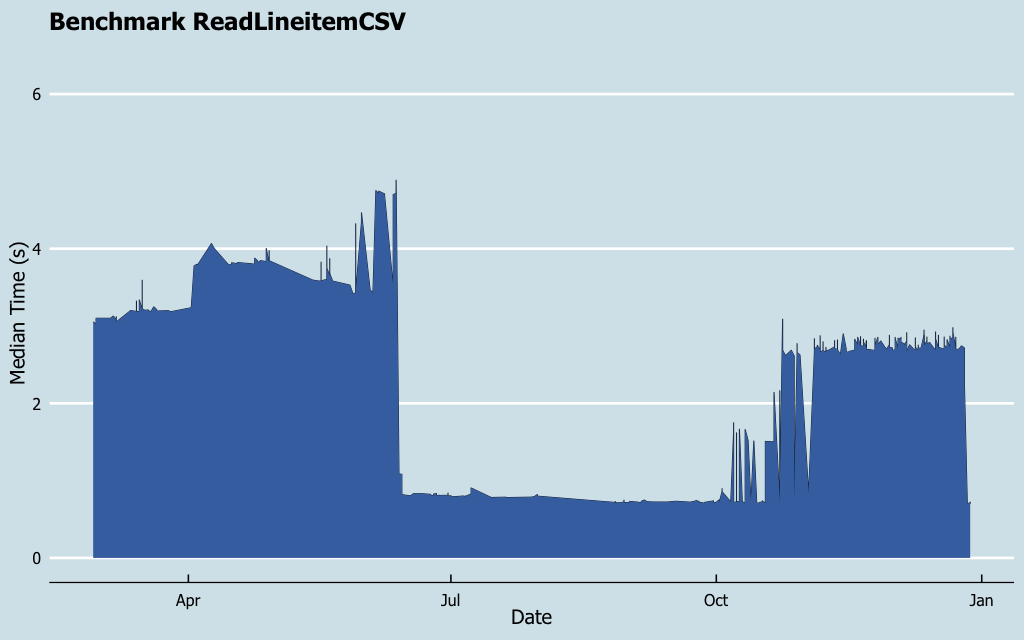 Benchmark ReadLineitemCSV
6
4
2
0
Median Time (s)
Apr
Jul
Oct
Jan
Date